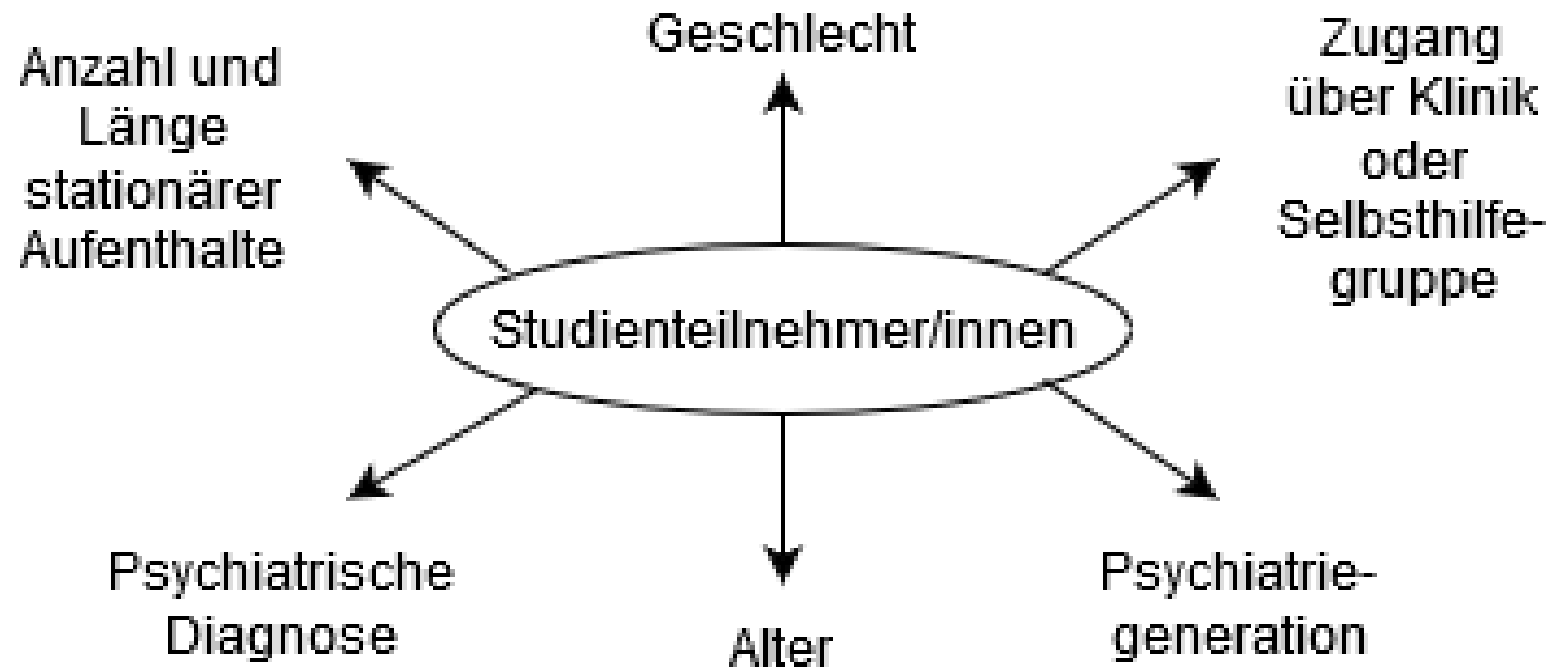 Geschlecht
Anzahl und
Länge
stationärer
Aufenthalte
Zugang
über Klinik
oder
Selbsthilfe-
gruppe
Studienteilnehmer/innen
Psychiatrische
Diagnose
Alter
Psychiatrie-
generation